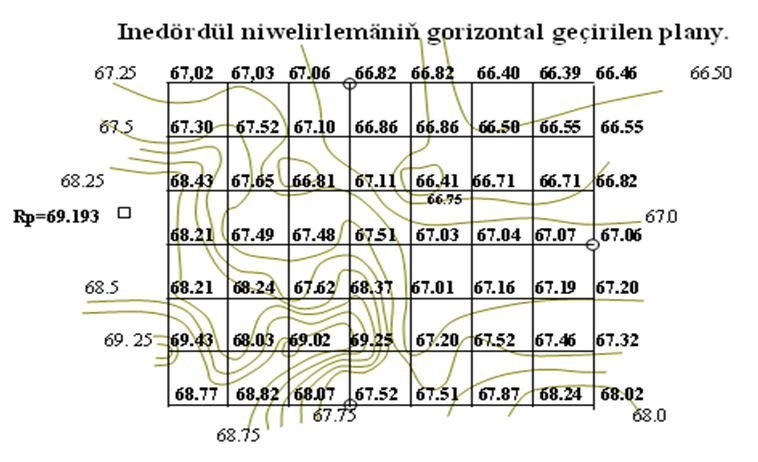 Inedördül niwelirlemäniň gorizontal geçirilen plany.
67.25 67,02 67,03 67.06 66.82 66.82 66.40 66.39 66.46 66.50
67.5 67.30 67.52 67.10 66.86 66.86 66.50 66.55 66.55
68.25 68.43 67.65 66.81 67.11 66.41 66.71 66.71 66.82
66.75
Rp=69.193 67.0
68.21 67.49 67.48 67.51 67.03 67.04 67.07 67.06
68.5 68.21 68.24 67.62 68.37 67.01 67.16 67.19 67.20
69. 25 69.43 68.03 69.02 69.25 67.20 67.52 67.46 67.32
68.77 68.82 68.07 67.52 67.51 67.87 68.24 68.02
67.75 68.0
68.75